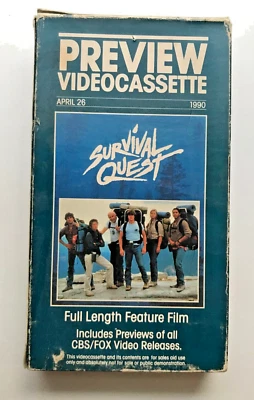 PREVIEW
VIDEOCASSETTE
APRIL 26 1990
SURVIVAL
QUEST
Full Length Feature Film
Includes Previews of all
CBS/FOX Video Releases.
This videocassette and its contents are for sales aid use
only and absolutely not for sale or public demonstration.